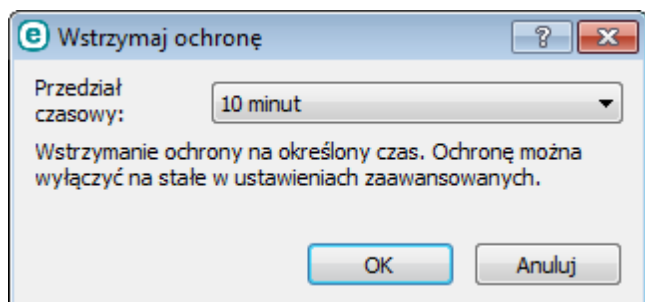 Wstrzymaj ochronę
Przedział
czasowy:
10 minut
Wstrzymanie ochrony na określony czas. Ochronę można
wyłączyć na stałe w ustawieniach zaawansowanych.
OK
Anuluj